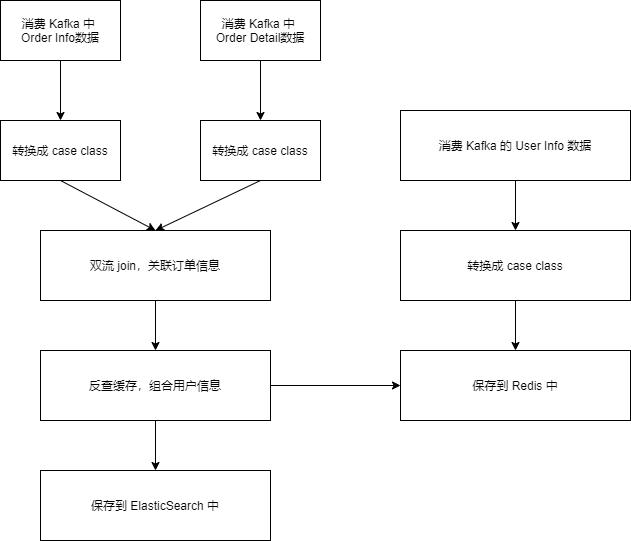 消费 Kafka 中
Order Info数据
消费 Kafka 中
Order Detail数据
转换成 case class
转换成 case class
消费 Kafka 的 User Info 数据
双流 join，关联订单信息
转换成 case class
反查缓存，组合用户信息
保存到 Redis 中
保存到 ElasticSearch 中